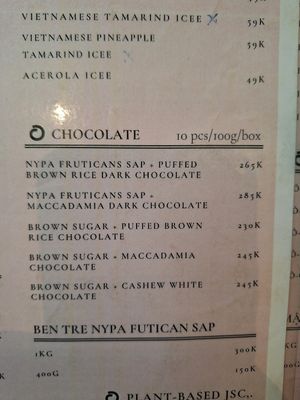 VIETNAMESE TAMARIND ICEE 59K
VIETNAMESE PINEAPPLE 59K
TAMARIND ICEE
ACEROLA ICEE 49K
CHOCOLATE 10 pcs/100g/box
NYPA FRUTICANS SAP + PUFFED 265K
BROWN RICE DARK CHOCOLATE
NYPA FRUTICANS SAP + 285K
MACCADAMIA DARK CHOCOLATE
BROWN SUGAR + PUFFED BROWN 230K
RICE CHOCOLATE
BROWN SUGAR + MACCADAMIA 245K
CHOCOLATE
BROWN SUGAR + CASHEW WHITE 245K
CHOCOLATE
BEN TRE NYPA FUTICAN SAP
1KG 300K
400G 150K
PLANT-BASED JSC,.